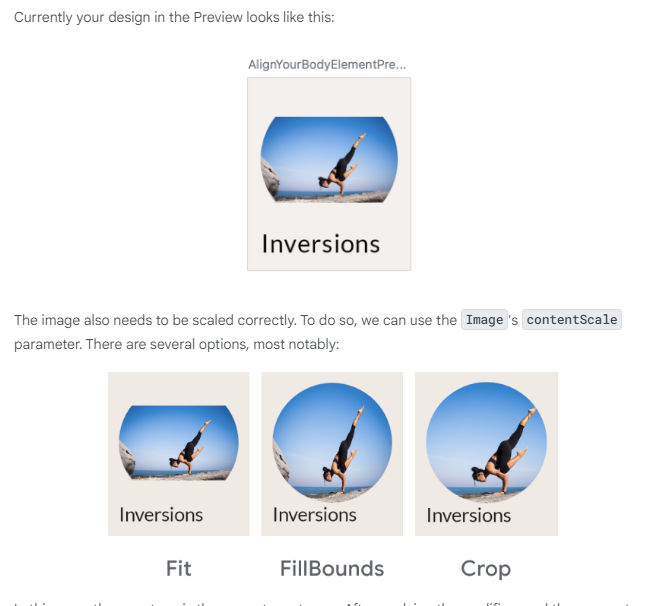 Currently your design in the Preview looks like this:
AlignYourBodyElementPre...
Inversions
The image also needs to be scaled correctly. To do so, we can use the Image's contentScale
parameter. There are several options, most notably:
Inversions Inversions Inversions
Fit FillBounds Crop